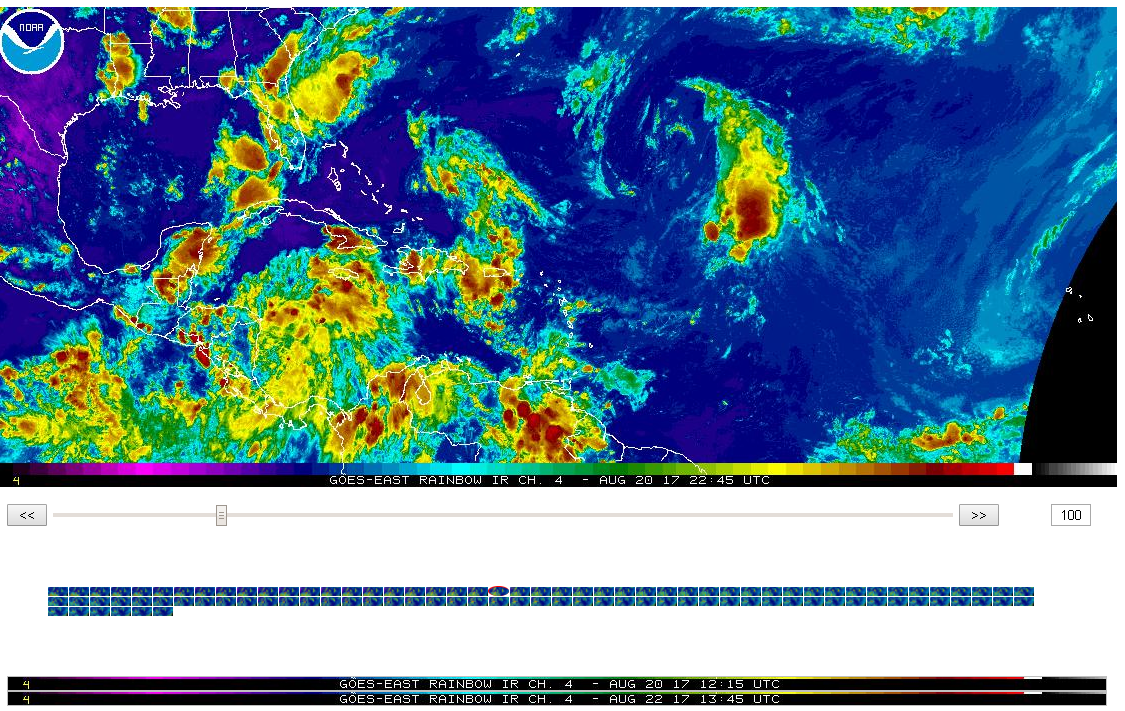 NOAA
4 GOES-EAST RAINBOW IR CH. 4 - AUG 20 17 22:45 UTC
<< >> 100
4 GOES-EAST RAINBOW IR CH. 4 - AUG 20 17 12:15 UTC
4 GOES-EAST RAINBOW IR CH. 4 - AUG 22 17 13:45 UTC